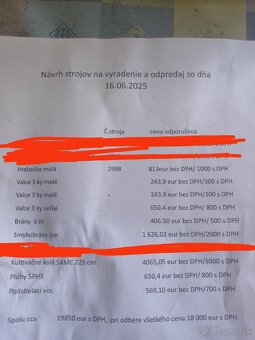 Návrh strojov na vyradenie a odpredaj zo dňa
16.06.2025
Č.stroja cena odporučená
Hrabačka malá 2988 813eur bez DPH/ 1000 s DPH
Valce 3 ky malé 243,9 eur bez DPH/300 s DPH
Valce 3 ky malé 243,9 eur bez DPH/300 s DPH
Valce 3 ky veľké 650,4 eur bez DPH/ 800 s DPH
Brány 6 m 406.50 eur bez DPH/ 500 s DPH
Smykobrány 6m 1 626,02 eur bez DPH/2000 s DPH
Kultivačné kolá SAME 225 cm 4065,05 eur bez DPH/5000 s DPH
Pluhy 5PHX 650,4 eur bez DPH/ 800 s DPH
Podstielací voz 569,10 eur bez DPH/700 s DPH
Spolu cca : 19850 eur s DPH, pri odbere všetkého cena 18 000 eur s DPH.